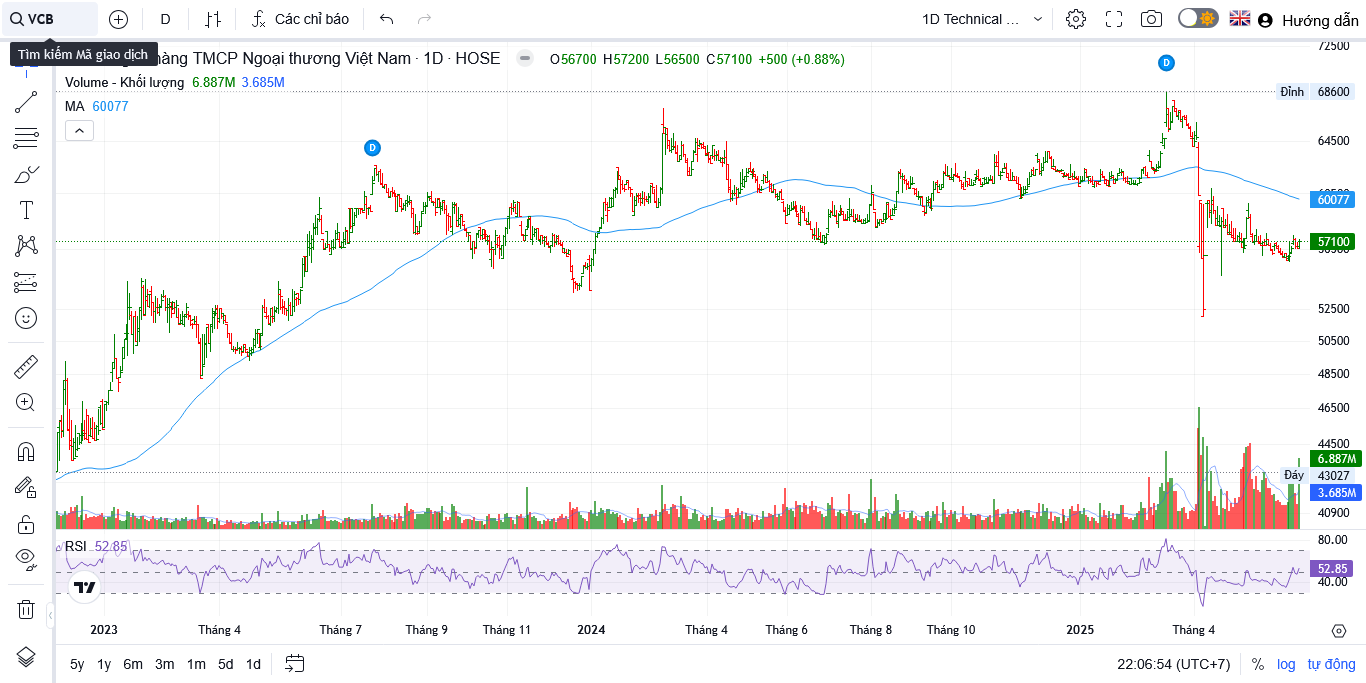 VCB
D
Các chỉ báo
1D Technical ...
Hướng dẫn
Tìm kiếm Mã giao dịch
hàng TMCP Ngoại thương Việt Nam · 1D · HOSE
O56700 H57200 L56500 C57100 +500 (+0.88%)
Volume - Khối lượng 6.887M 3.685M
MA 60077
D
D
72500
Đỉnh 68600
64500
60077
57100
52500
50500
48500
46500
44500
6.887M
Đáy 43027
3.685M
40900
RSI 52.85
80.00
52.85
40.00
2023
Tháng 4
Tháng 7
Tháng 9
Tháng 11
2024
Tháng 4
Tháng 6
Tháng 8
Tháng 10
2025
Tháng 4
5y 1y 6m 3m 1m 5d 1d
22:06:54 (UTC+7)
% log tự động